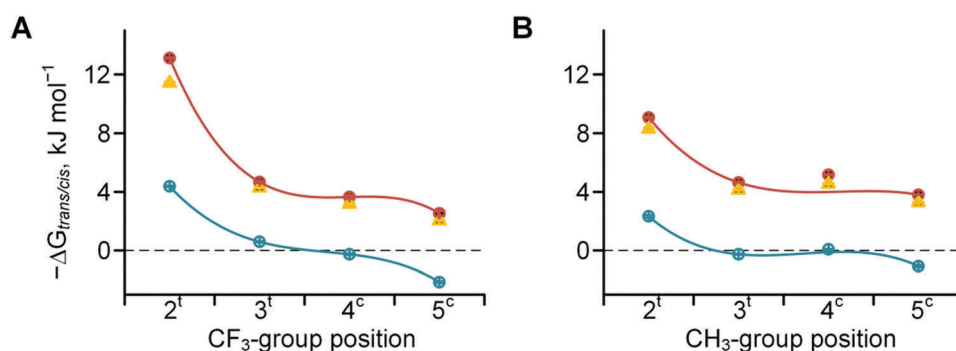 A
B
−ΔG trans/cis, kJ mol⁻¹
12
8
4
0
2ᵗ 3ᵗ 4ᶜ 5ᶜ
CF₃-group position
12
8
4
0
2ᵗ 3ᵗ 4ᶜ 5ᶜ
CH₃-group position